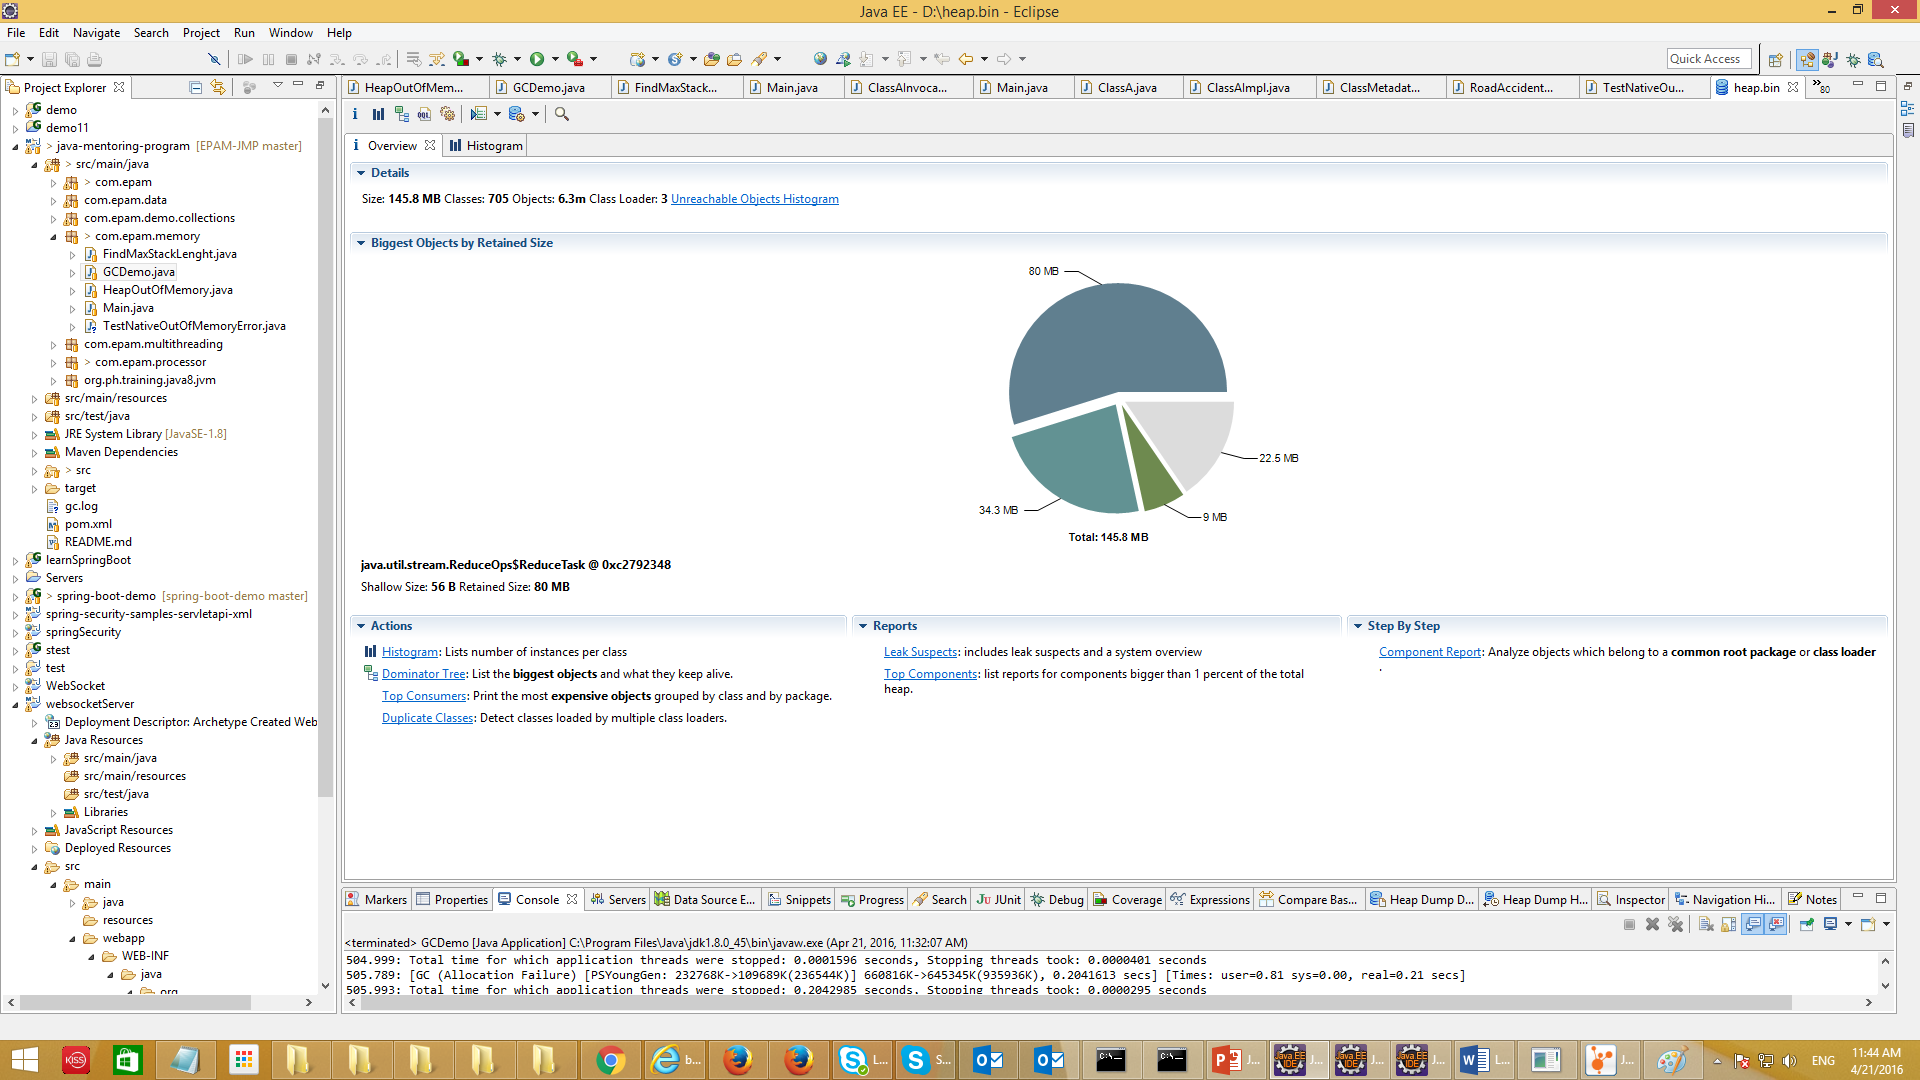 Java EE - D:\heap.bin - Eclipse
File Edit Navigate Search Project Run Window Help
Quick Access
Project Explorer
HeapOutOfMem... GCDemo.java FindMaxStack... Main.java ClassAInvoca... Main.java ClassA.java ClassAImpl.java ClassMetadat... RoadAccident... TestNativeOu... heap.bin »80
demo
demo11
> java-mentoring-program [EPAM-JMP master]
> src/main/java
> com.epam
com.epam.data
com.epam.demo.collections
> com.epam.memory
FindMaxStackLenght.java
GCDemo.java
HeapOutOfMemory.java
Main.java
TestNativeOutOfMemoryError.java
com.epam.multithreading
> com.epam.processor
org.ph.training.java8.jvm
src/main/resources
src/test/java
JRE System Library [JavaSE-1.8]
Maven Dependencies
> src
target
gc.log
pom.xml
README.md
learnSpringBoot
Servers
> spring-boot-demo [spring-boot-demo master]
spring-security-samples-servletapi-xml
springSecurity
stest
test
WebSocket
websocketServer
Deployment Descriptor: Archetype Created Web
Java Resources
src/main/java
src/main/resources
src/test/java
Libraries
JavaScript Resources
Deployed Resources
src
main
java
resources
webapp
WEB-INF
java
org
Overview Histogram
Details
Size: 145.8 MB Classes: 705 Objects: 6.3m Class Loader: 3 Unreachable Objects Histogram
Biggest Objects by Retained Size
80 MB
22.5 MB
34.3 MB
9 MB
Total: 145.8 MB
java.util.stream.ReduceOps$ReduceTask @ 0xc2792348
Shallow Size: 56 B Retained Size: 80 MB
Actions
Histogram: Lists number of instances per class
Dominator Tree: List the biggest objects and what they keep alive.
Top Consumers: Print the most expensive objects grouped by class and by package.
Duplicate Classes: Detect classes loaded by multiple class loaders.
Reports
Leak Suspects: includes leak suspects and a system overview
Top Components: list reports for components bigger than 1 percent of the total
heap.
Step By Step
Component Report: Analyze objects which belong to a common root package or class loader
.
Markers Properties Console Servers Data Source E... Snippets Progress Search JUnit Debug Coverage Expressions Compare Bas... Heap Dump D... Heap Dump H... Inspector Navigation Hi... Notes
<terminated> GCDemo [Java Application] C:\Program Files\Java\jdk1.8.0_45\bin\javaw.exe (Apr 21, 2016, 11:32:07 AM)
504.999: Total time for which application threads were stopped: 0.0001596 seconds, Stopping threads took: 0.0000401 seconds
505.789: [GC (Allocation Failure) [PSYoungGen: 232768K->109689K(236544K)] 660816K->645345K(935936K), 0.2041613 secs] [Times: user=0.81 sys=0.00, real=0.21 secs]
505.993: Total time for which application threads were stopped: 0.2042985 seconds, Stopping threads took: 0.0000295 seconds
KISS
b...
L...
S...
J...
J...
J...
J...
L...
J...
ENG
11:44 AM
4/21/2016